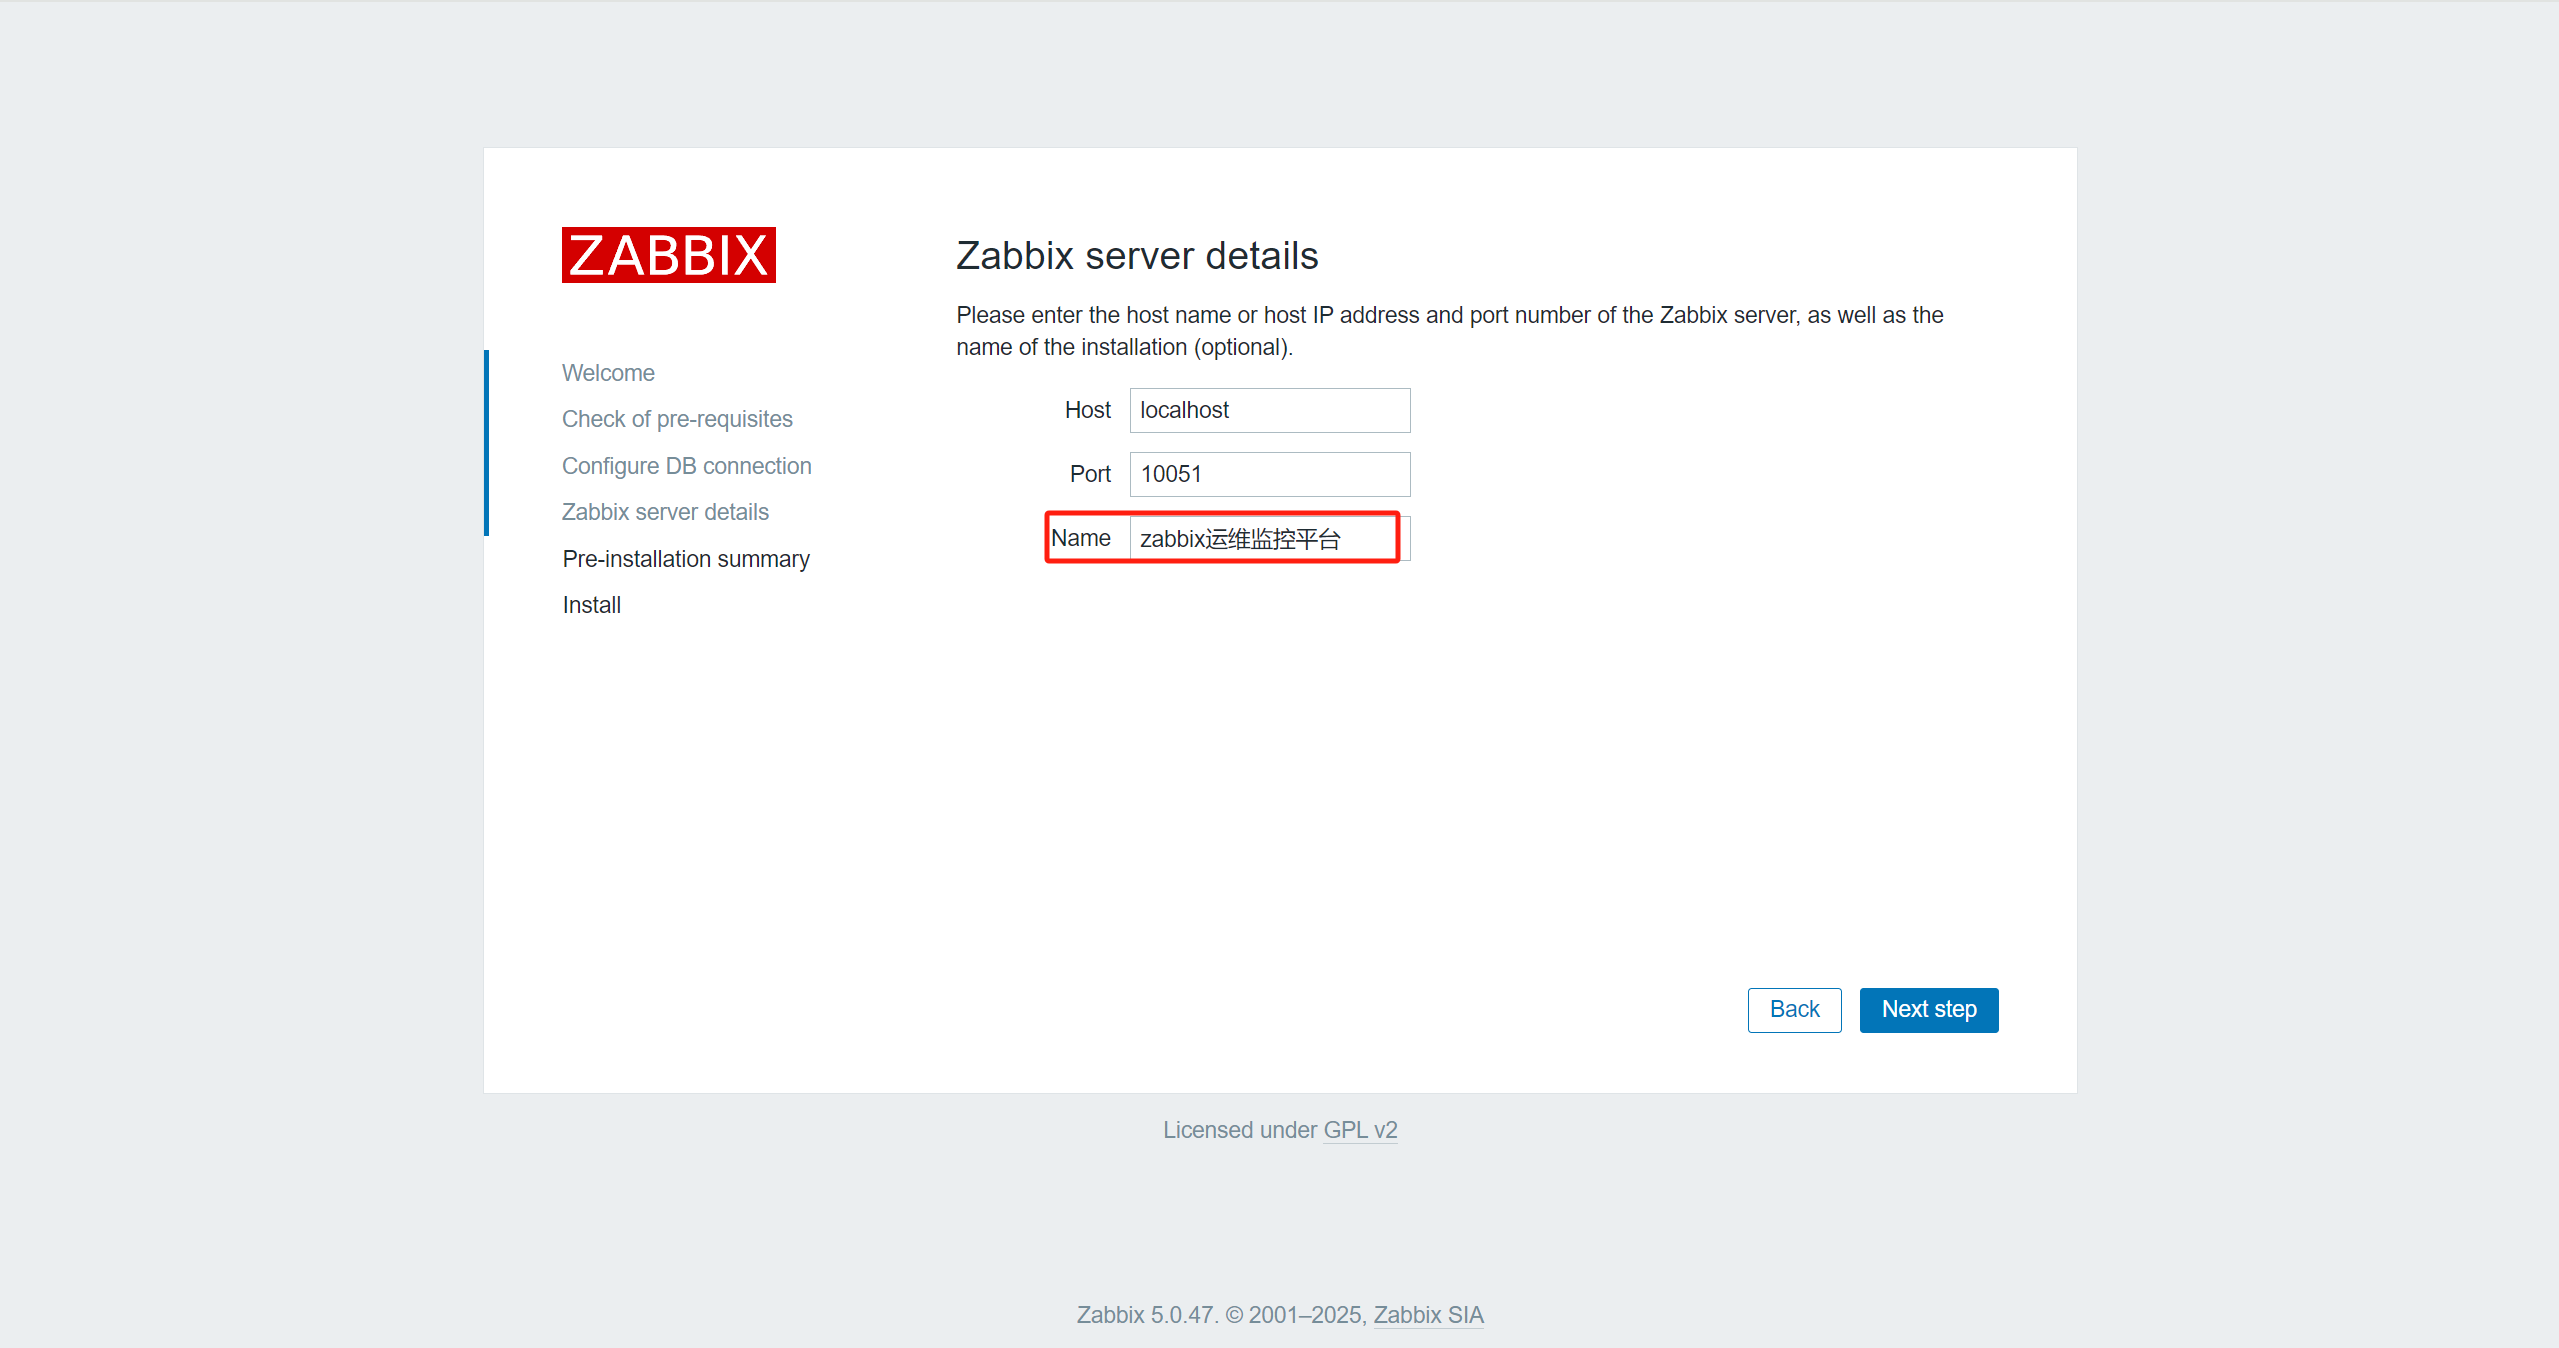 ZABBIX
Welcome
Check of pre-requisites
Configure DB connection
Zabbix server details
Pre-installation summary
Install
Zabbix server details
Please enter the host name or host IP address and port number of the Zabbix server, as well as the
name of the installation (optional).
Host localhost
Port 10051
Name zabbix运维监控平台
Back Next step
Licensed under GPL v2
Zabbix 5.0.47. © 2001–2025, Zabbix SIA